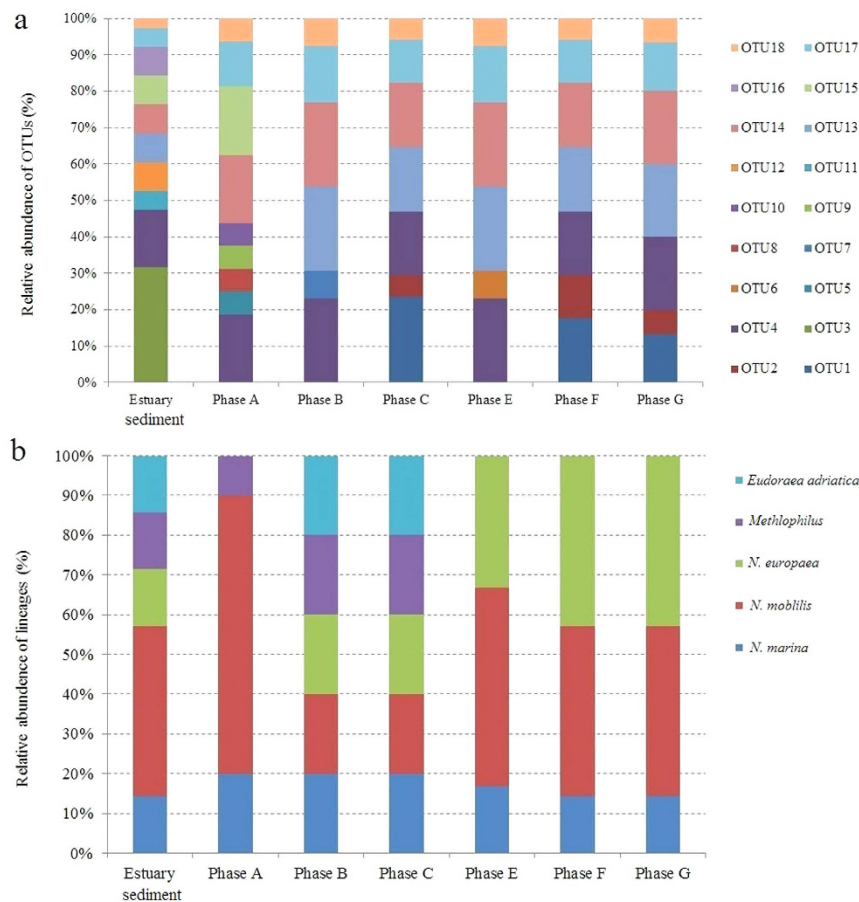 a
Relative abundance of OTUs (%)
100%
90%
80%
70%
60%
50%
40%
30%
20%
10%
0%
Estuary sediment
Phase A
Phase B
Phase C
Phase E
Phase F
Phase G
OTU18 OTU17
OTU16 OTU15
OTU14 OTU13
OTU12 OTU11
OTU10 OTU9
OTU8 OTU7
OTU6 OTU5
OTU4 OTU3
OTU2 OTU1
b
Relative abundance of lineages (%)
100%
90%
80%
70%
60%
50%
40%
30%
20%
10%
0%
Estuary sediment
Phase A
Phase B
Phase C
Phase E
Phase F
Phase G
Eudoraea adriatica
Methlophilus
N. europaea
N. moblilis
N. marina